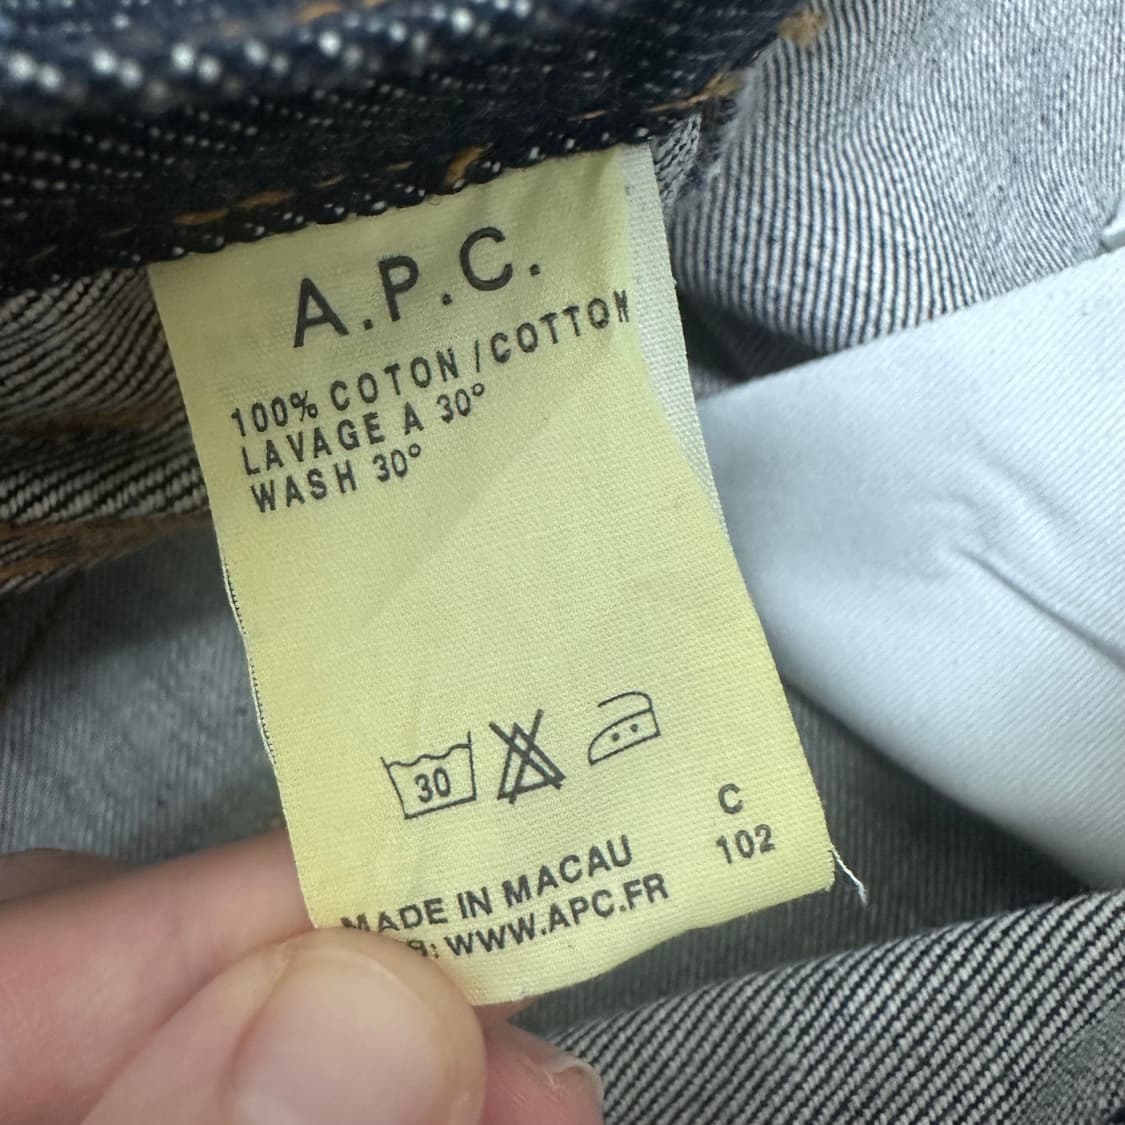 A.P.C.
100% COTON / COTTON
LAVAGE A 30°
WASH 30°
30
C
102
MADE IN MACAU
WWW.APC.FR